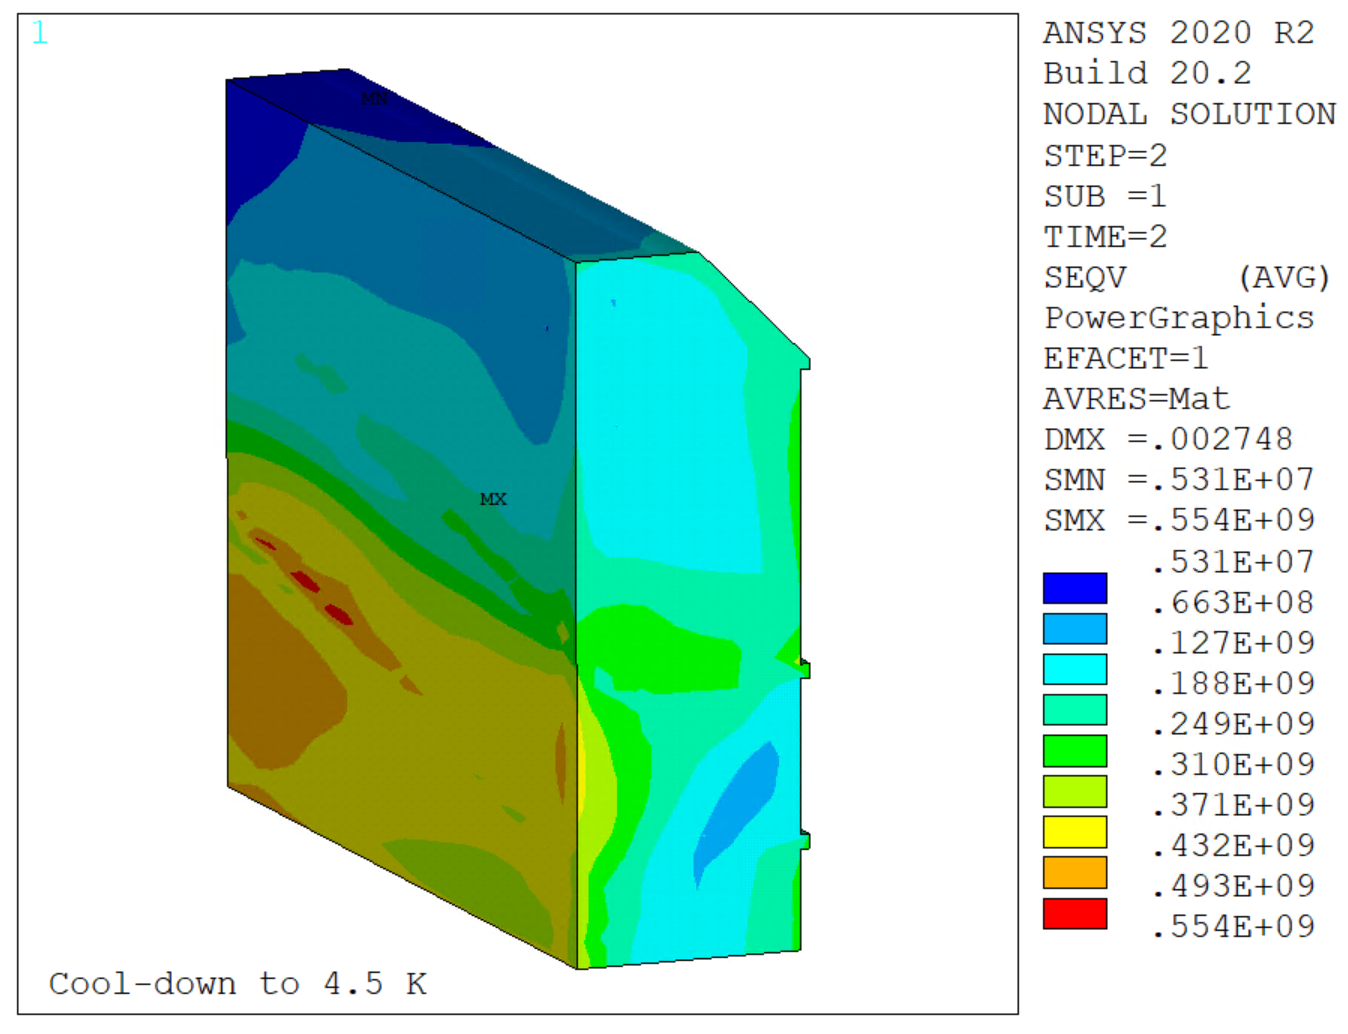 1
MN
MX
Cool-down to 4.5 K
ANSYS 2020 R2
Build 20.2
NODAL SOLUTION
STEP=2
SUB =1
TIME=2
SEQV (AVG)
PowerGraphics
EFACET=1
AVRES=Mat
DMX =.002748
SMN =.531E+07
SMX =.554E+09
.531E+07
.663E+08
.127E+09
.188E+09
.249E+09
.310E+09
.371E+09
.432E+09
.493E+09
.554E+09